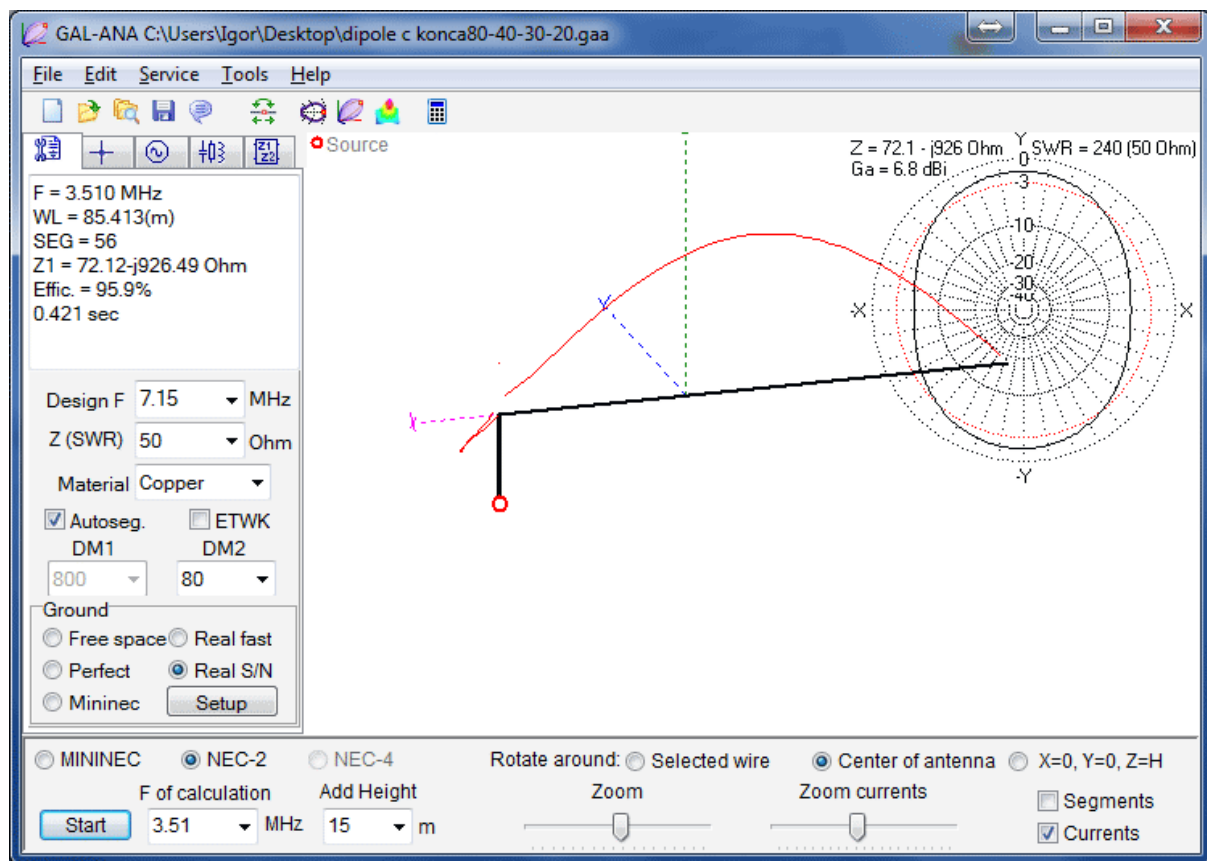 GAL-ANA C:\Users\Igor\Desktop\dipole c konca80-40-30-20.gaa
File Edit Service Tools Help
Z1
Z2
F = 3.510 MHz
WL = 85.413(m)
SEG = 56
Z1 = 72.12-j926.49 Ohm
Effic. = 95.9%
0.421 sec
Design F 7.15 MHz
Z (SWR) 50 Ohm
Material Copper
Autoseg. ETWK
DM1 DM2
800 80
Ground
Free space Real fast
Perfect Real S/N
Mininec Setup
Source
Z = 72.1 - j926 Ohm Y SWR = 240 (50 Ohm)
Ga = 6.8 dBi
0
-3
-10
-20
-30
-40
-X X
-Y
Y
X
MININEC NEC-2 NEC-4 Rotate around: Selected wire Center of antenna X=0, Y=0, Z=H
F of calculation Add Height Zoom Zoom currents
Segments
Start 3.51 MHz 15 m
Currents